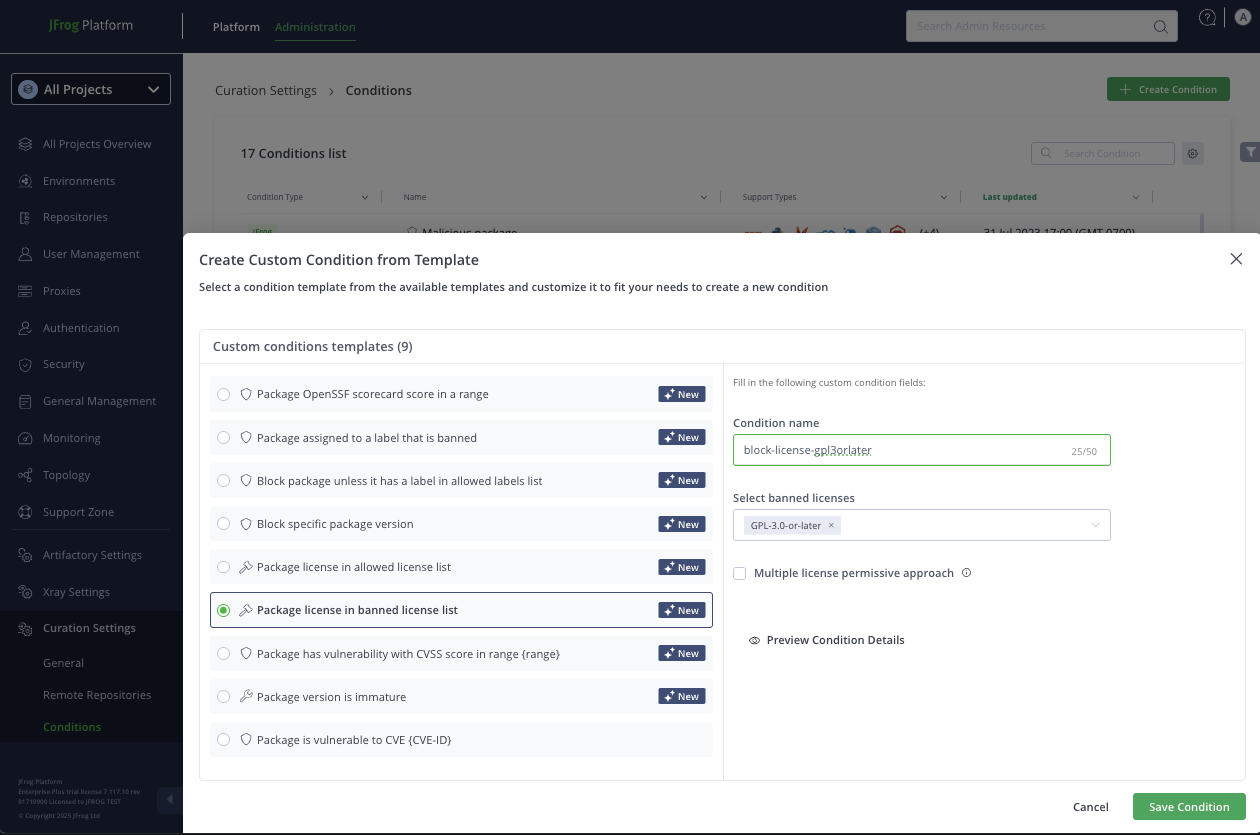 JFrog Platform
Platform Administration
Search Admin Resources
A
All Projects
All Projects Overview
Environments
Repositories
User Management
Proxies
Authentication
Security
General Management
Monitoring
Topology
Support Zone
Artifactory Settings
Xray Settings
Curation Settings
General
Remote Repositories
Conditions
JFrog Platform
Enterprise Plus trial license 7.117.10 rev
81710900 Licensed to JFROG TEST
© Copyright 2025 JFrog Ltd
Curation Settings > Conditions
Create Condition
17 Conditions list
Search Condition
Condition Type Name Support Types Last updated
JFrog Malicious package (+4) 31 Jul 2023 17:00 (GMT-0700)
Create Custom Condition from Template
Select a condition template from the available templates and customize it to fit your needs to create a new condition
Custom conditions templates (9)
Package OpenSSF scorecard score in a range New
Package assigned to a label that is banned New
Block package unless it has a label in allowed labels list New
Block specific package version New
Package license in allowed license list New
Package license in banned license list New
Package has vulnerability with CVSS score in range {range} New
Package version is immature New
Package is vulnerable to CVE {CVE-ID}
Fill in the following custom condition fields:
Condition name
block-license-gpl3orlater 25/50
Select banned licenses
GPL-3.0-or-later ×
Multiple license permissive approach
Preview Condition Details
Cancel Save Condition